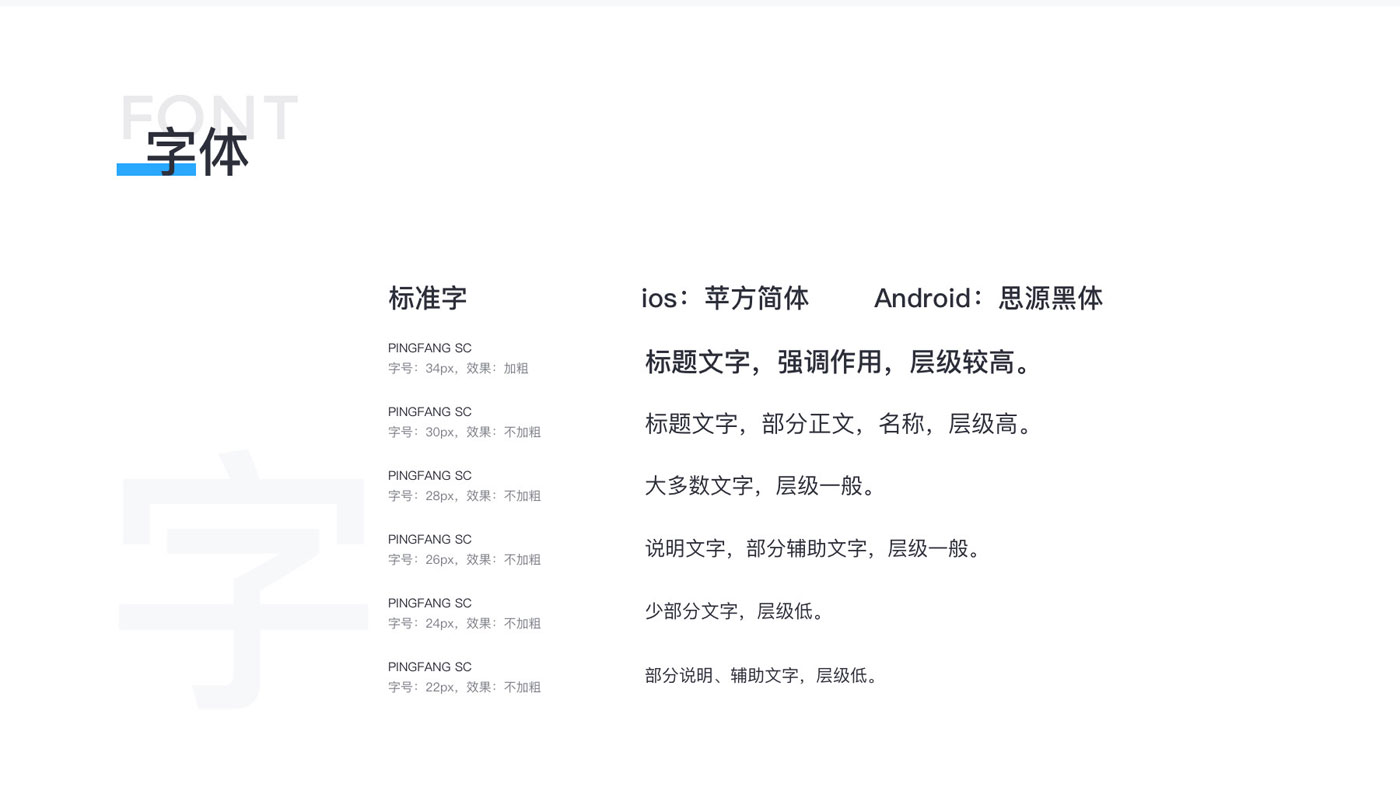 FONT
字体
标准字
ios：苹方简体
Android：思源黑体
PINGFANG SC
字号：34px，效果：加粗
标题文字，强调作用，层级较高。
PINGFANG SC
字号：30px，效果：不加粗
标题文字，部分正文，名称，层级高。
PINGFANG SC
字号：28px，效果：不加粗
大多数文字，层级一般。
PINGFANG SC
字号：26px，效果：不加粗
说明文字，部分辅助文字，层级一般。
PINGFANG SC
字号：24px，效果：不加粗
少部分文字，层级低。
PINGFANG SC
字号：22px，效果：不加粗
部分说明、辅助文字，层级低。
字